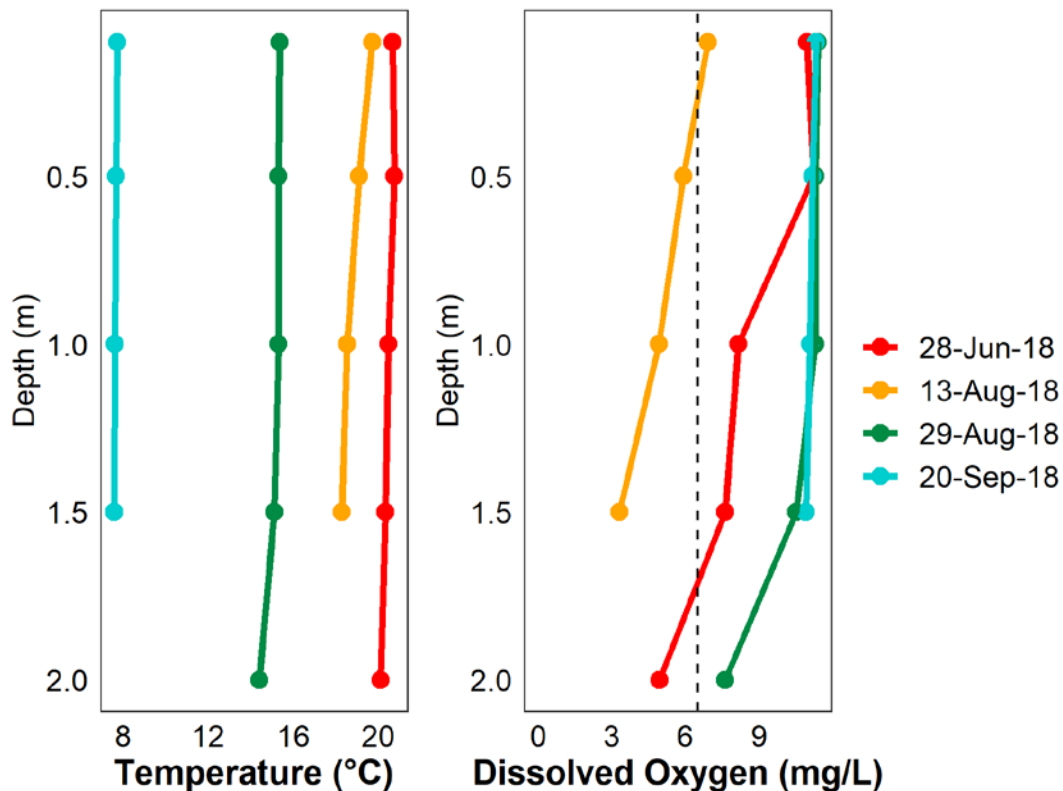 Depth (m)
0.5
1.0
1.5
2.0
8 12 16 20
Temperature (°C)
Depth (m)
0.5
1.0
1.5
2.0
0 3 6 9
Dissolved Oxygen (mg/L)
28-Jun-18
13-Aug-18
29-Aug-18
20-Sep-18